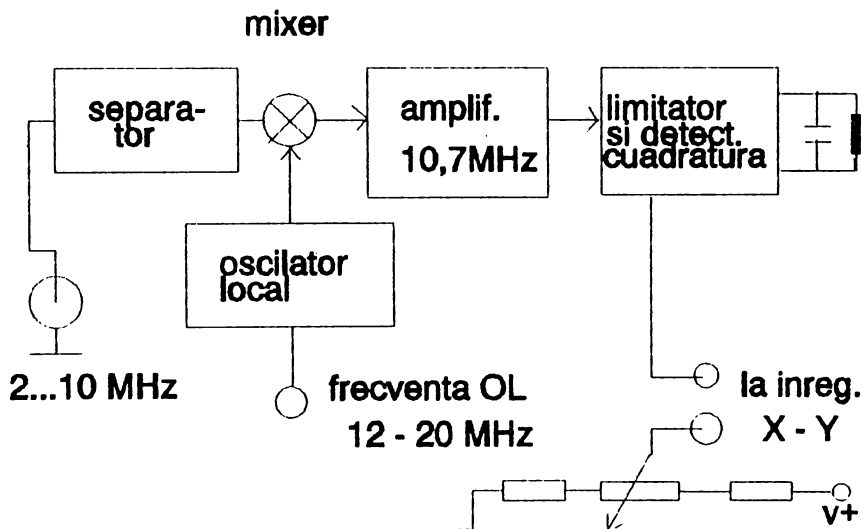 mixer
separa-
tor
amplif.
10,7MHz
limitator
si detect.
cuadratura
oscilator
local
2...10 MHz
frecventa OL
12 - 20 MHz
la inreg.
X - Y
v+